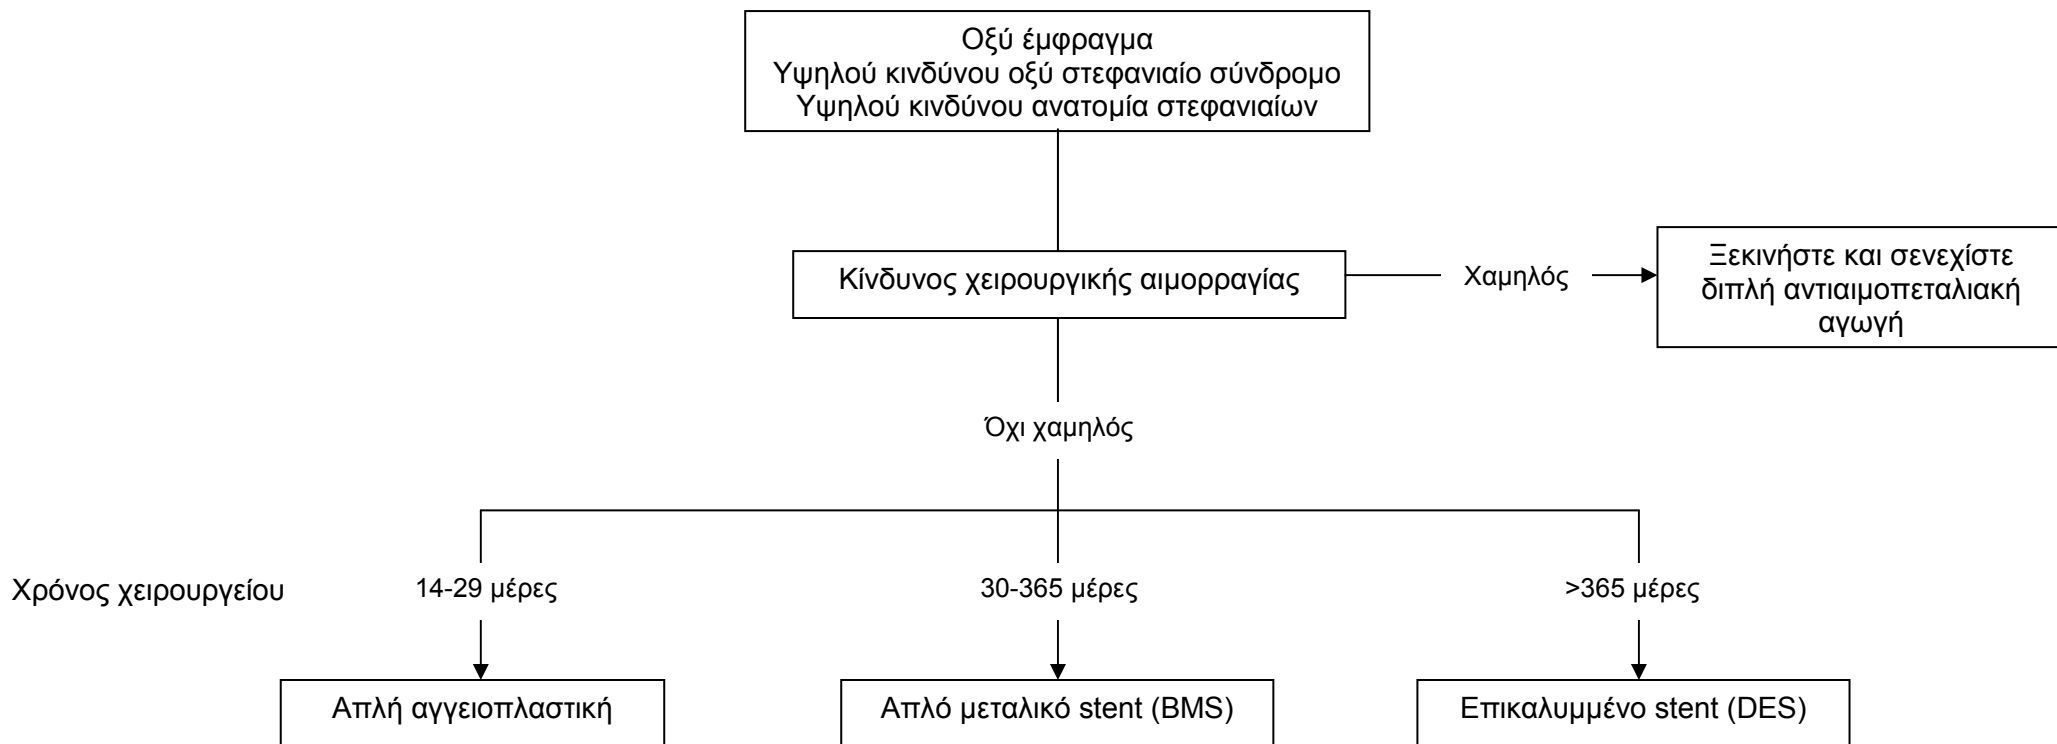 Οξύ έμφραγμα
Υψηλού κινδύνου οξύ στεφανιαίο σύνδρομο
Υψηλού κινδύνου ανατομία στεφανιαίων
Κίνδυνος χειρουργικής αιμορραγίας
Χαμηλός
Ξεκινήστε και σενεχίστε
διπλή αντιαιμοπεταλιακή
αγωγή
Όχι χαμηλός
Χρόνος χειρουργείου
14-29 μέρες
30-365 μέρες
>365 μέρες
Απλή αγγειοπλαστική
Απλό μεταλικό stent (BMS)
Επικαλυμμένο stent (DES)